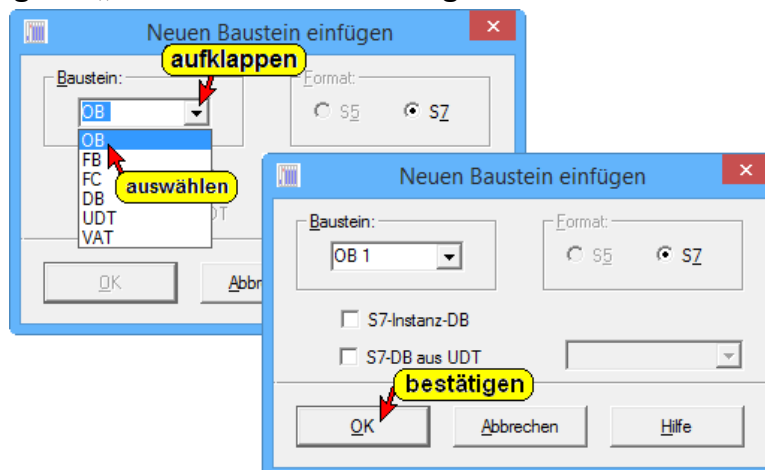 Neuen Baustein einfügen
aufklappen
Baustein:
Format:
OB
S5
S7
OB
FB
FC
DB
UDT
VAT
auswählen
OK
Neuen Baustein einfügen
Baustein:
Format:
OB 1
S5
S7
S7-Instanz-DB
S7-DB aus UDT
bestätigen
OK
Abbrechen
Hilfe